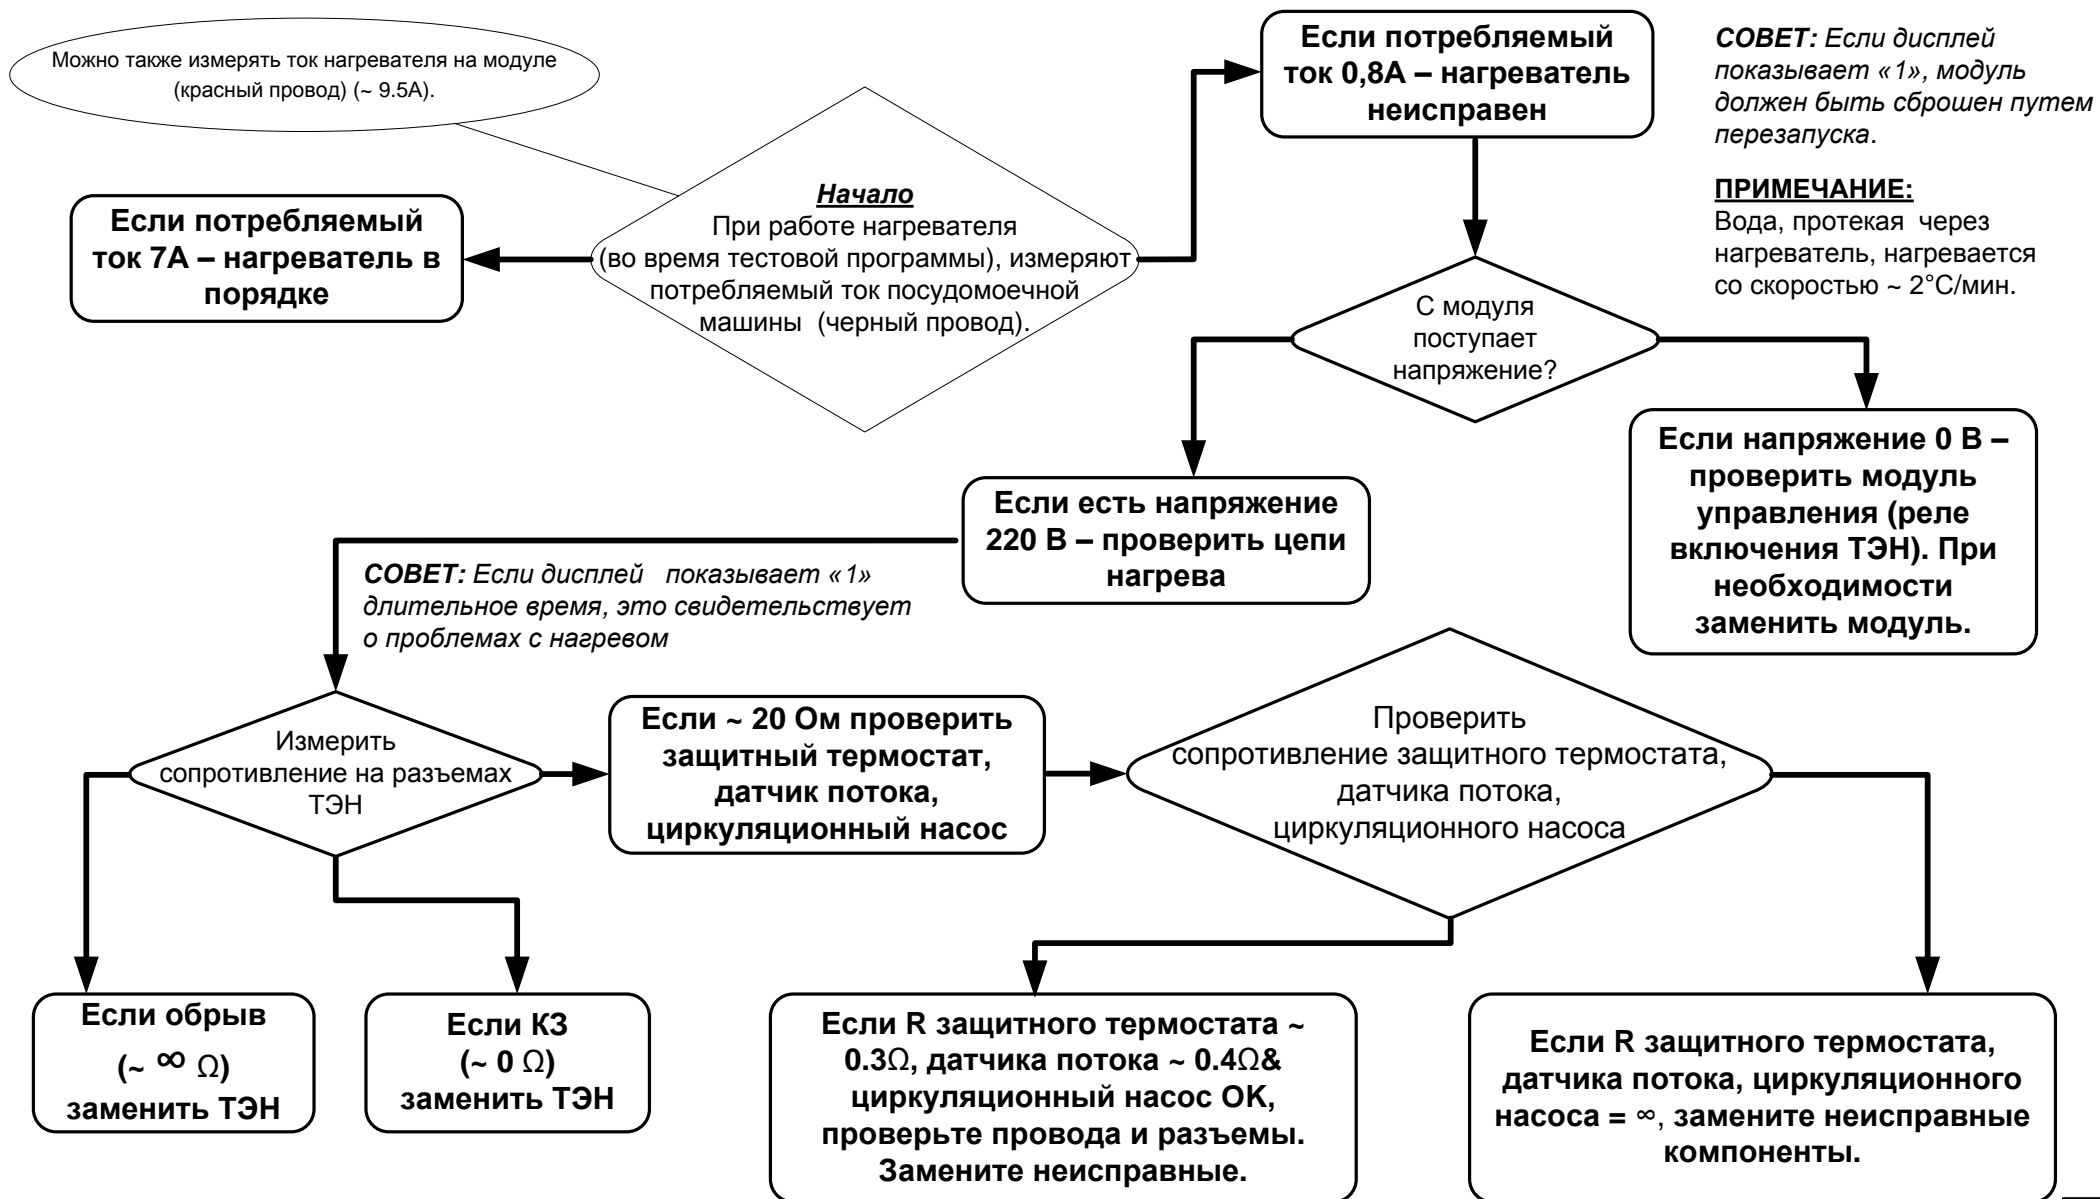 Можно также измерять ток нагревателя на модуле
(красный провод) (~ 9.5А).
Начало
При работе нагревателя
(во время тестовой программы), измеряют
потребляемый ток посудомоечной
машины (черный провод).
Если потребляемый
ток 7А – нагреватель в
порядке
Если потребляемый
ток 0,8А – нагреватель
неисправен
СОВЕТ: Если дисплей
показывает «1», модуль
должен быть сброшен путем
перезапуска.
ПРИМЕЧАНИЕ:
Вода, протекая через
нагреватель, нагревается
со скоростью ~ 2°С/мин.
С модуля
поступает
напряжение?
Если напряжение 0 В –
проверить модуль
управления (реле
включения ТЭН). При
необходимости
заменить модуль.
Если есть напряжение
220 В – проверить цепи
нагрева
СОВЕТ: Если дисплей показывает «1»
длительное время, это свидетельствует
о проблемах с нагревом
Измерить
сопротивление на разъемах
ТЭН
Если ~ 20 Ом проверить
защитный термостат,
датчик потока,
циркуляционный насос
Проверить
сопротивление защитного термостата,
датчика потока,
циркуляционного насоса
Если обрыв
(~ ∞ Ω)
заменить ТЭН
Если КЗ
(~ 0 Ω)
заменить ТЭН
Если R защитного термостата ~
0.3Ω, датчика потока ~ 0.4Ω&
циркуляционный насос OK,
проверьте провода и разъемы.
Замените неисправные.
Если R защитного термостата,
датчика потока, циркуляционного
насоса = ∞, замените неисправные
компоненты.